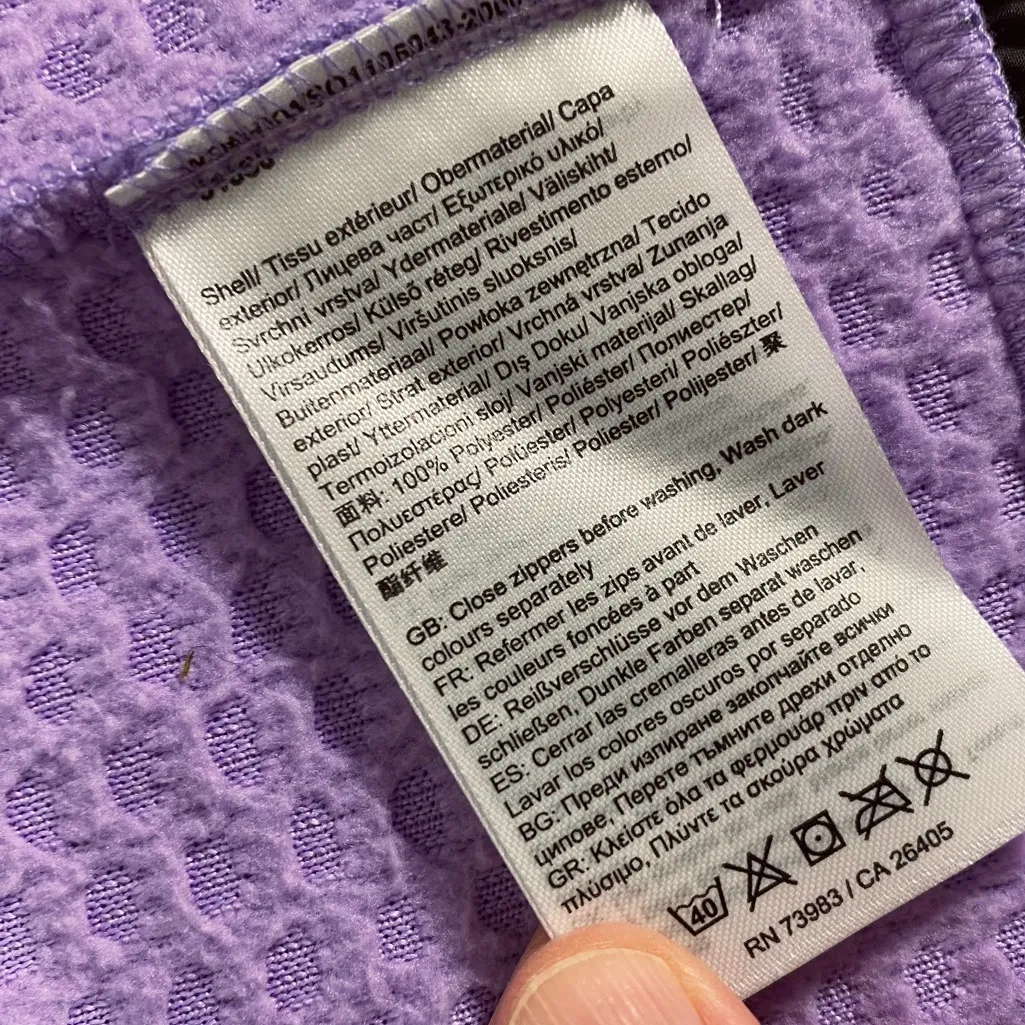 Shell/ Tissu extérieur/ Obermaterial/ Capa
exterior/ Лицева част/ Εξωτερικό υλικό/
Svrchní vrstva/ Ydermateriale/ Väliskiht/
Ulkokerros/ Külső réteg/ Rivestimento esterno/
Virsaudums/ Viršutinis sluoksnis/
Buitenmateriaal/ Powłoka zewnętrzna/ Tecido
exterior/ Strat exterior/ Vrchná vrstva/ Zunanja
plast/ Yttermaterial/ Dış Doku/ Vanjska obloga/
Termoizolacioni sloj/ Vanjski materijal/ Skallag/
面料: 100% Polyester/ Poliéster/ Полиестер/
Πολυεστέρας/ Polüester/ Polyesteri/ Poliészter/
Poliestere/ Poliesteris/ Poliester/ Polijester/ 聚
酯纤维
GB: Close zippers before washing, Wash dark
colours separately
FR: Refermer les zips avant de laver, Laver
les couleurs foncées à part
DE: Reißverschlüsse vor dem Waschen
schließen, Dunkle Farben separat waschen
ES: Cerrar las cremalleras antes de lavar,
Lavar los colores oscuros por separado
BG: Преди изпиране закопчайте всички
ципове, Перете тъмните дрехи отделно
GR: Κλείστε όλα τα φερμουάρ πριν από το
πλύσιμο, Πλύντε τα σκούρα χρώματα
40
RN 73983 / CA 26405